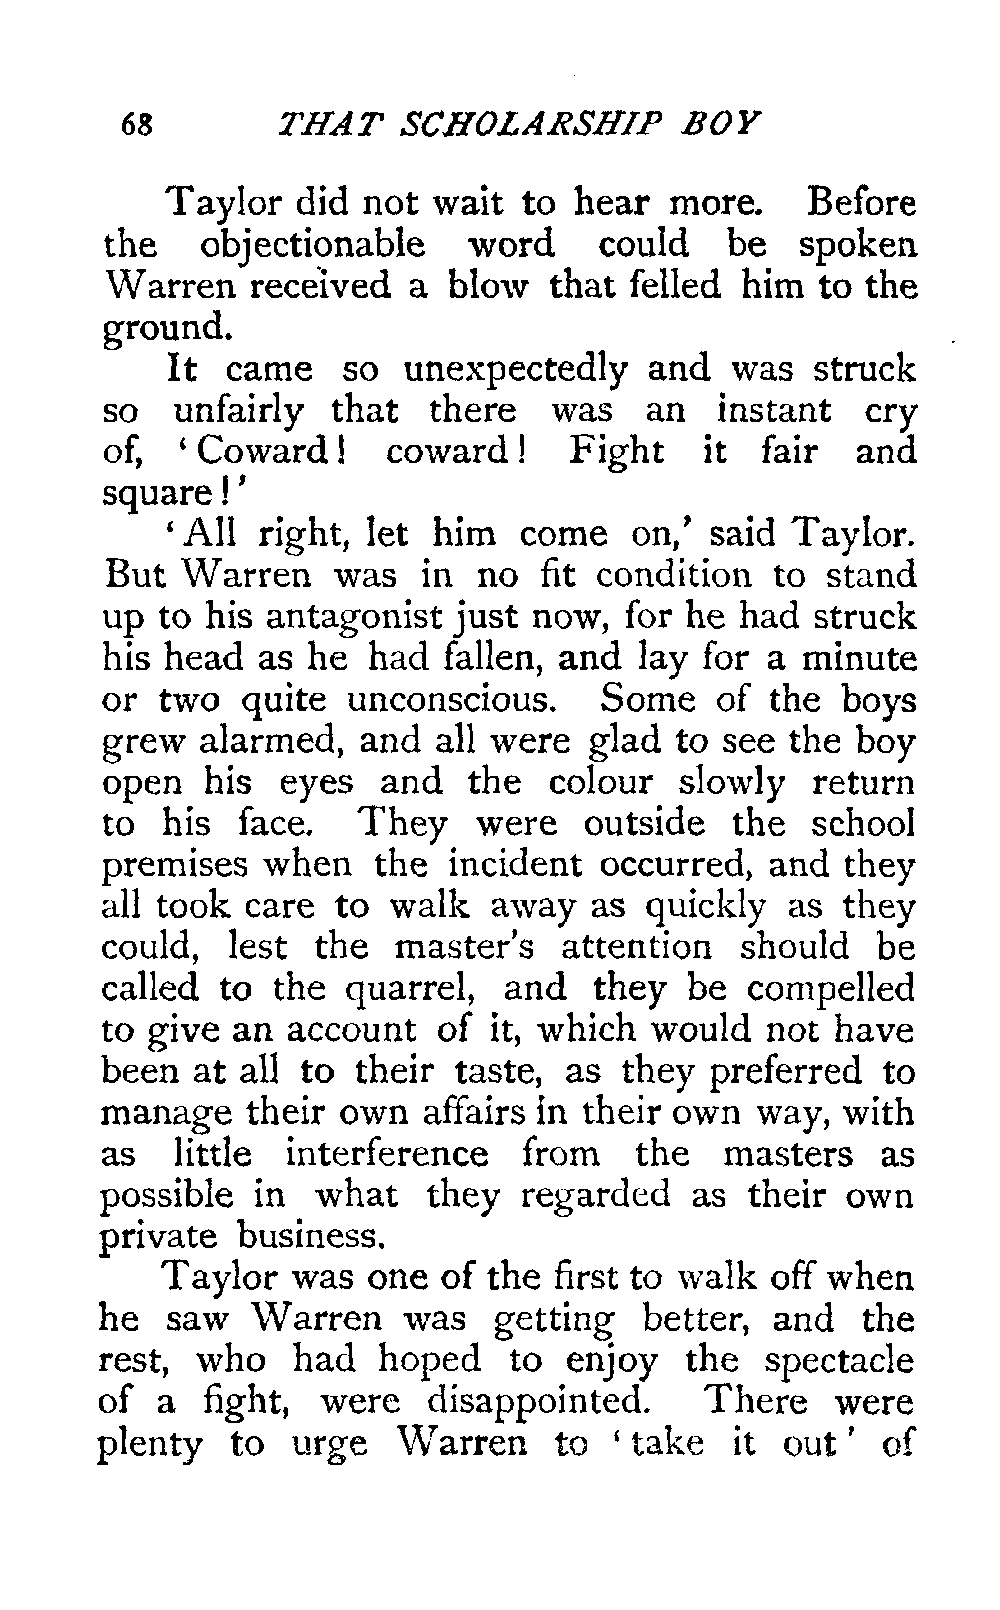 68 THAT SCHOLARSHIP BOY
Taylor did not wait to hear more. Before
the objectionable word could be spoken
Warren received a blow that felled him to the
ground.
It came so unexpectedly and was struck
so unfairly that there was an instant cry
of, ‘Coward! coward! Fight it fair and
square!’
‘All right, let him come on,’ said Taylor.
But Warren was in no fit condition to stand
up to his antagonist just now, for he had struck
his head as he had fallen, and lay for a minute
or two quite unconscious. Some of the boys
grew alarmed, and all were glad to see the boy
open his eyes and the colour slowly return
to his face. They were outside the school
premises when the incident occurred, and they
all took care to walk away as quickly as they
could, lest the master's attention should be
called to the quarrel, and they be compelled
to give an account of it, which would not have
been at all to their taste, as they preferred to
manage their own affairs in their own way, with
as little interference from the masters as
possible in what they regarded as their own
private business.
Taylor was one of the first to walk off when
he saw Warren was getting better, and the
rest, who had hoped to enjoy the spectacle
of a fight, were disappointed. There were
plenty to urge Warren to ‘take it out’ of